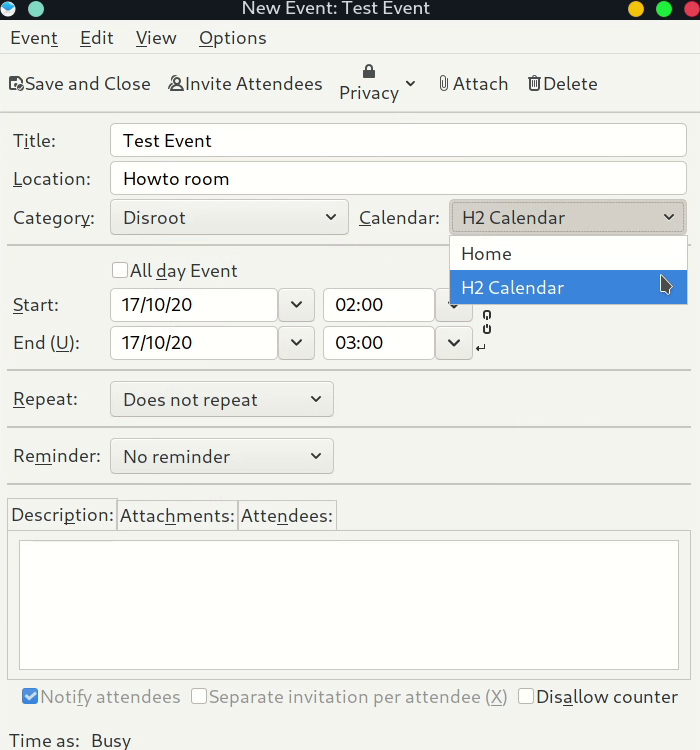 New Event: Test Event
Event Edit View Options
Save and Close Invite Attendees Privacy Attach Delete
Title: Test Event
Location: Howto room
Category: Disroot Calendar: H2 Calendar
Home
H2 Calendar
All day Event
Start: 17/10/20 02:00
End (U): 17/10/20 03:00
Repeat: Does not repeat
Reminder: No reminder
Description: Attachments: Attendees:
Notify attendees Separate invitation per attendee (X) Disallow counter
Time as: Busy